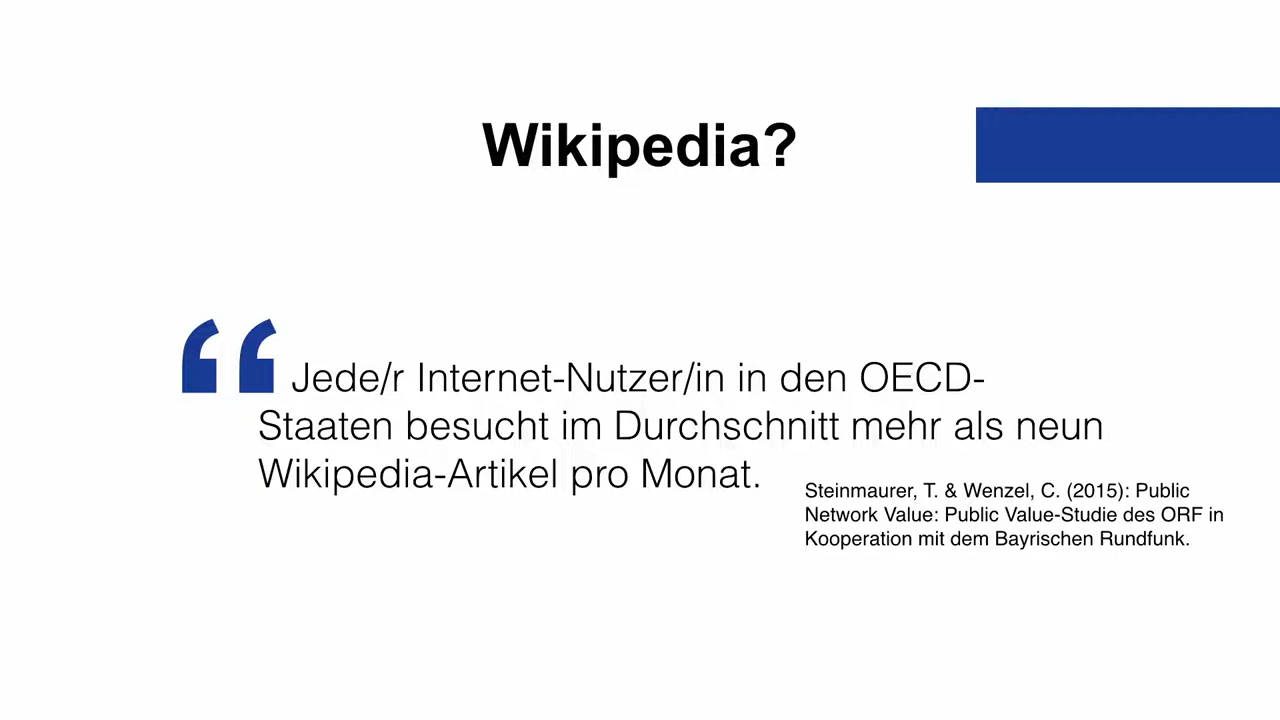 Wikipedia?
“ Jede/r Internet-Nutzer/in in den OECD-
Staaten besucht im Durchschnitt mehr als neun
Wikipedia-Artikel pro Monat.
Steinmaurer, T. & Wenzel, C. (2015): Public
Network Value: Public Value-Studie des ORF in
Kooperation mit dem Bayrischen Rundfunk.